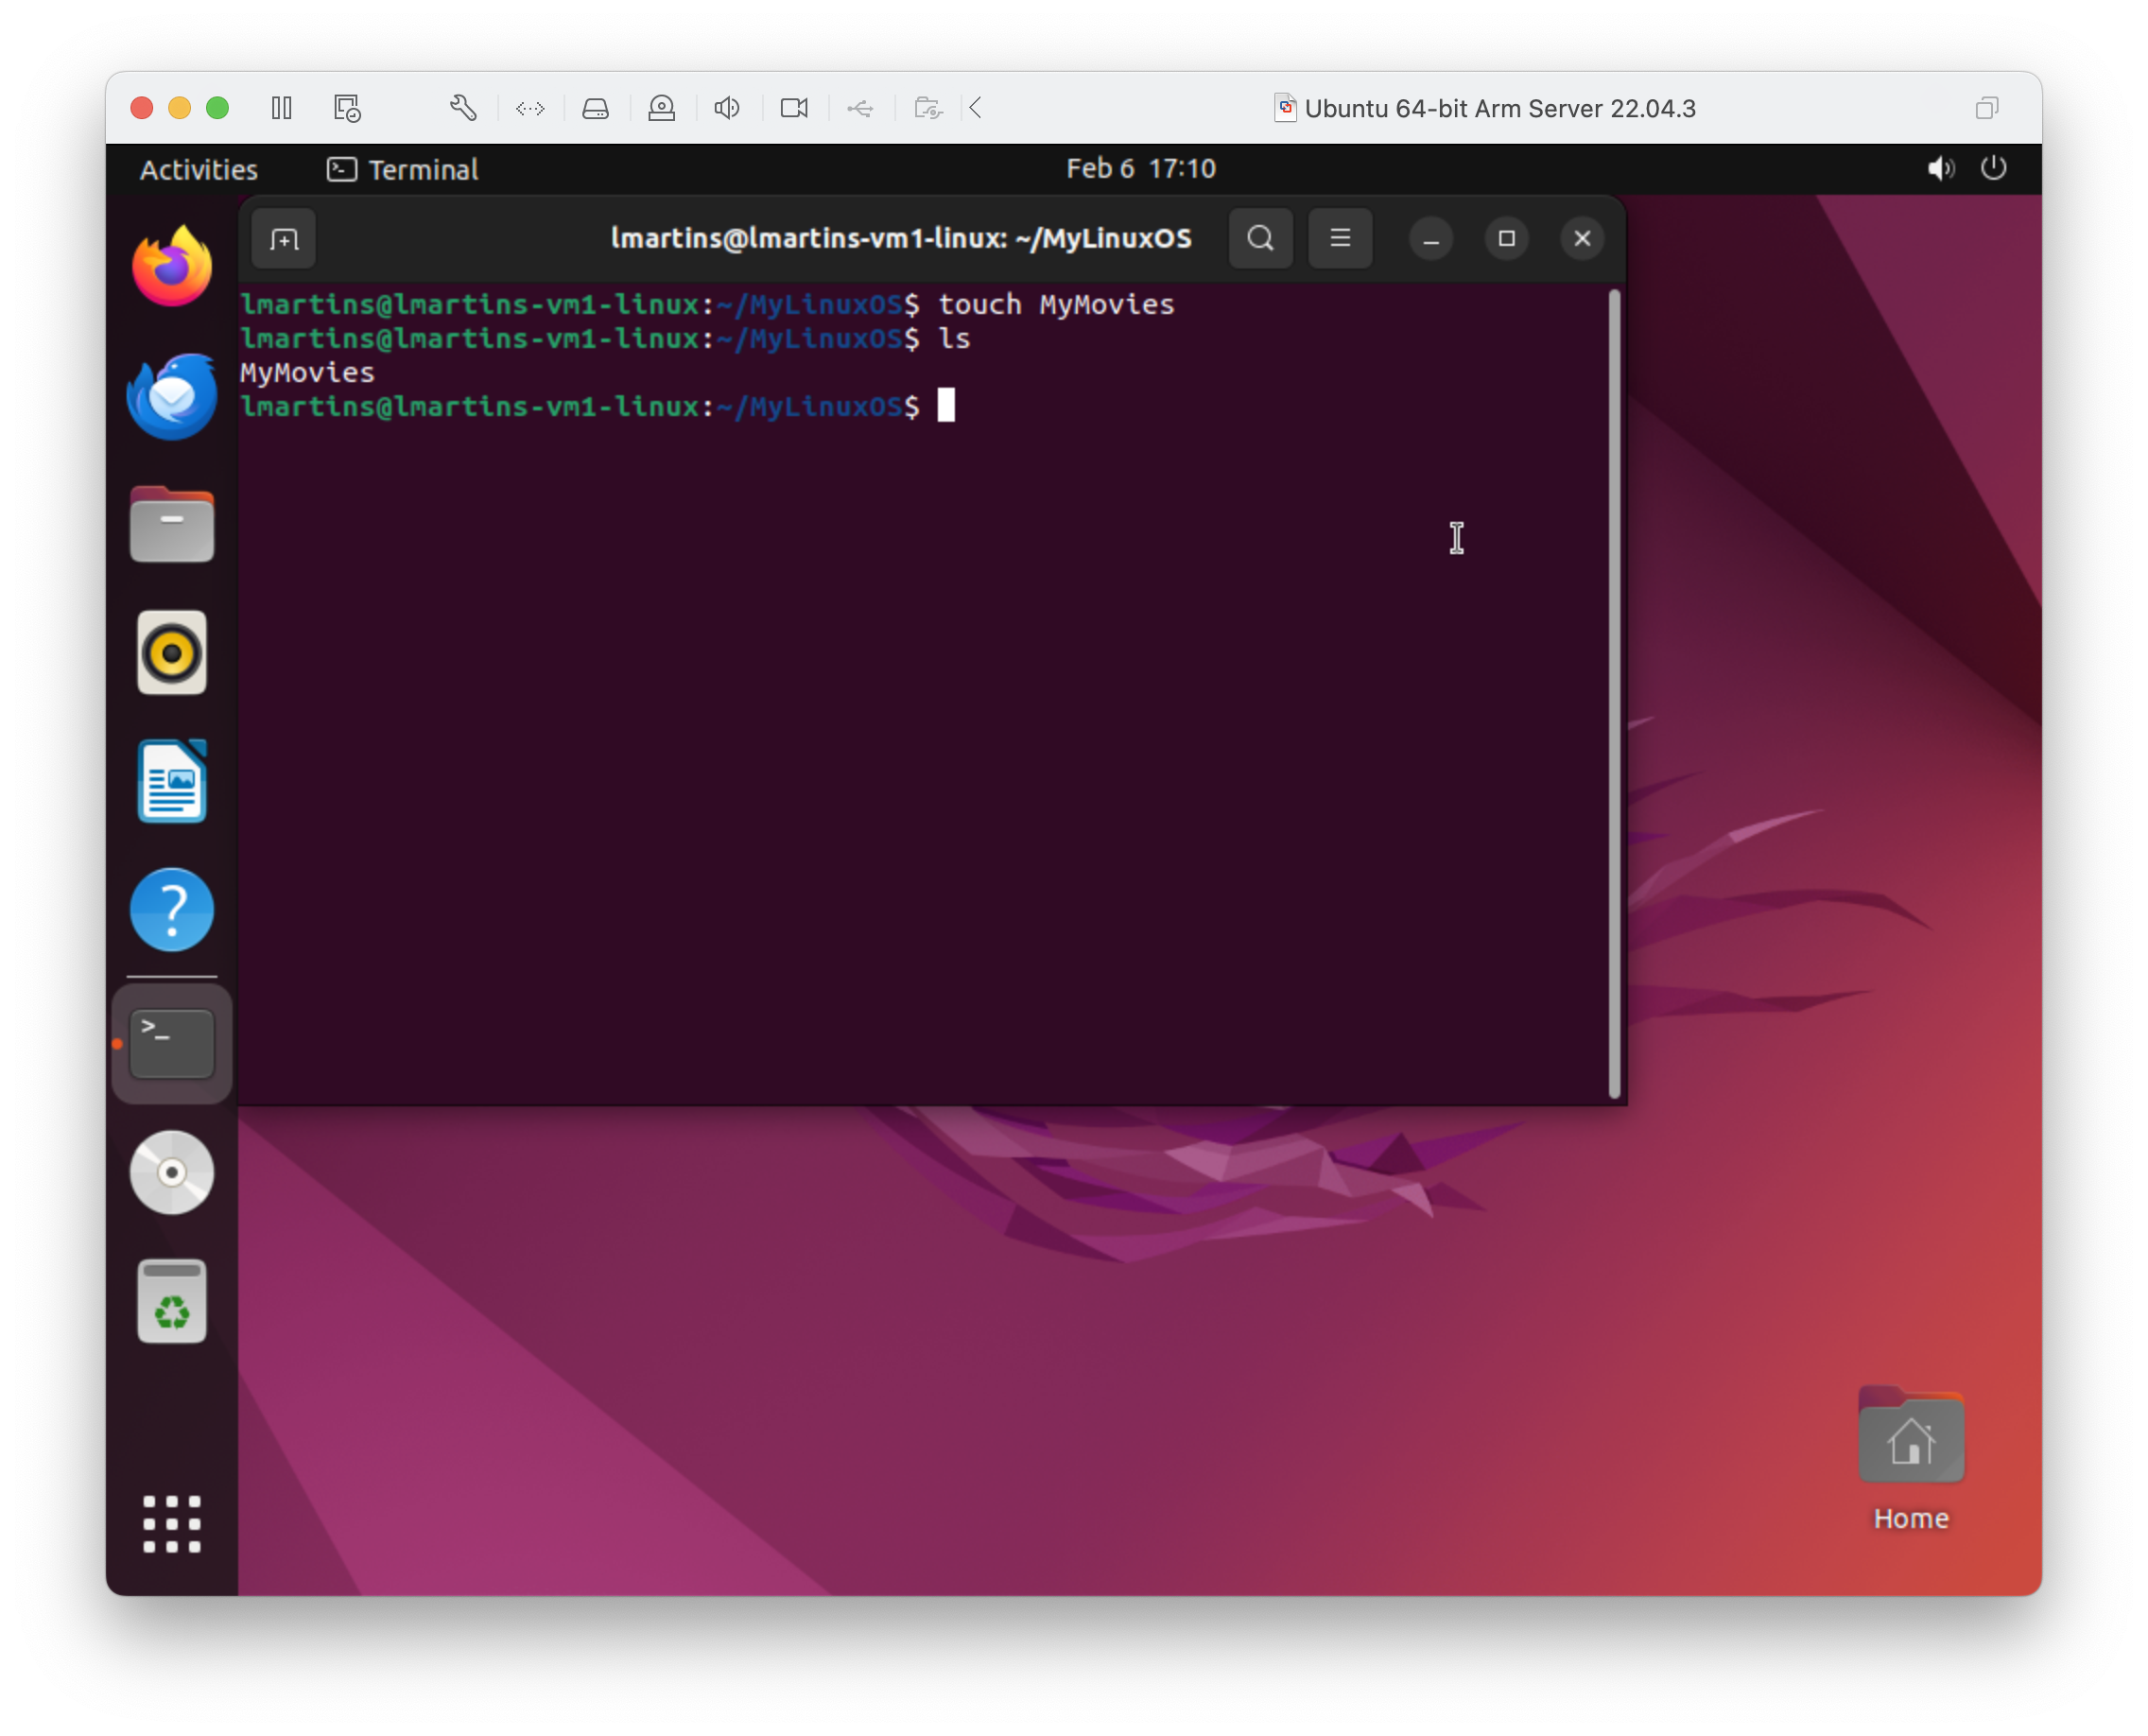 Ubuntu 64-bit Arm Server 22.04.3
Activities
Terminal
Feb 6 17:10
lmartins@lmartins-vm1-linux: ~/MyLinuxOS
lmartins@lmartins-vm1-linux:~/MyLinuxOS$ touch MyMovies
lmartins@lmartins-vm1-linux:~/MyLinuxOS$ ls
MyMovies
lmartins@lmartins-vm1-linux:~/MyLinuxOS$
Home